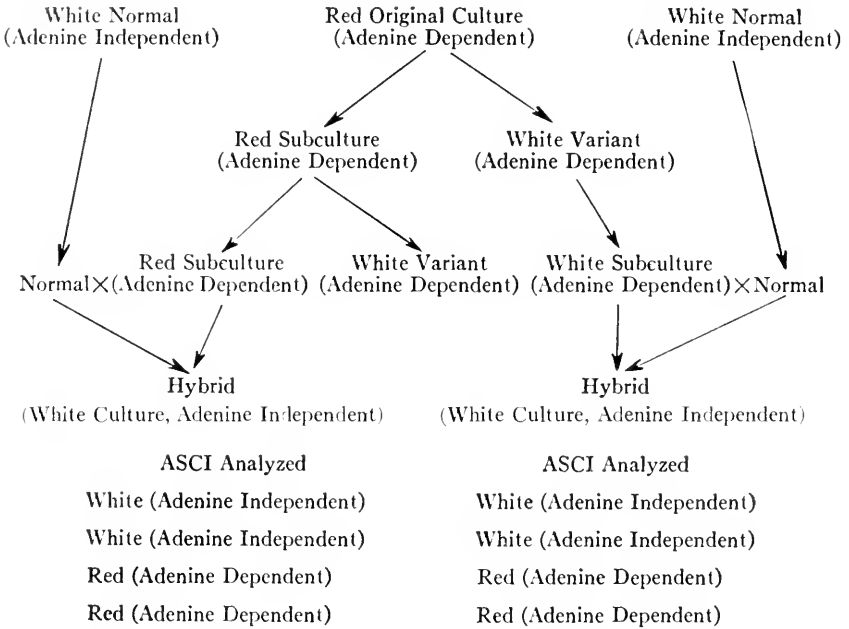 White Normal
(Adenine Independent)
Red Original Culture
(Adenine Dependent)
White Normal
(Adenine Independent)
Red Subculture
(Adenine Dependent)
White Variant
(Adenine Dependent)
Red Subculture
Normal×(Adenine Dependent)
White Variant
(Adenine Dependent)
White Subculture
(Adenine Dependent)×Normal
Hybrid
(White Culture, Adenine Independent)
Hybrid
(White Culture, Adenine Independent)
ASCI Analyzed
White (Adenine Independent)
White (Adenine Independent)
Red (Adenine Dependent)
Red (Adenine Dependent)
ASCI Analyzed
White (Adenine Independent)
White (Adenine Independent)
Red (Adenine Dependent)
Red (Adenine Dependent)